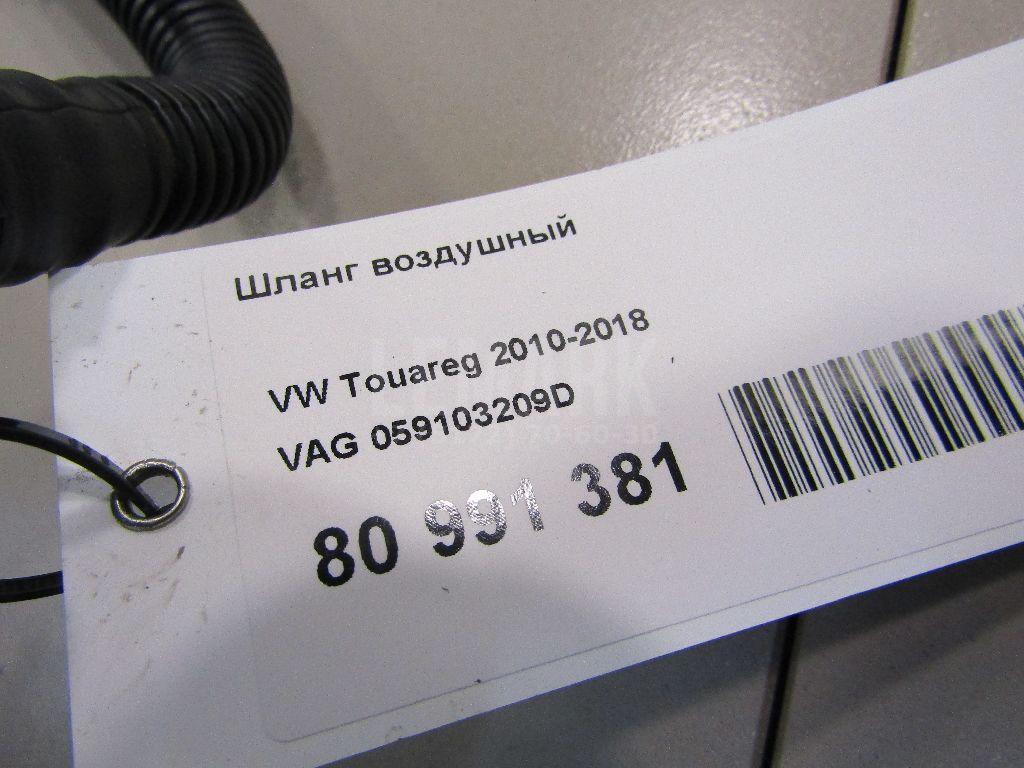 Шланг воздушный
VW Touareg 2010-2018
VAG 059103209D
80 991 381